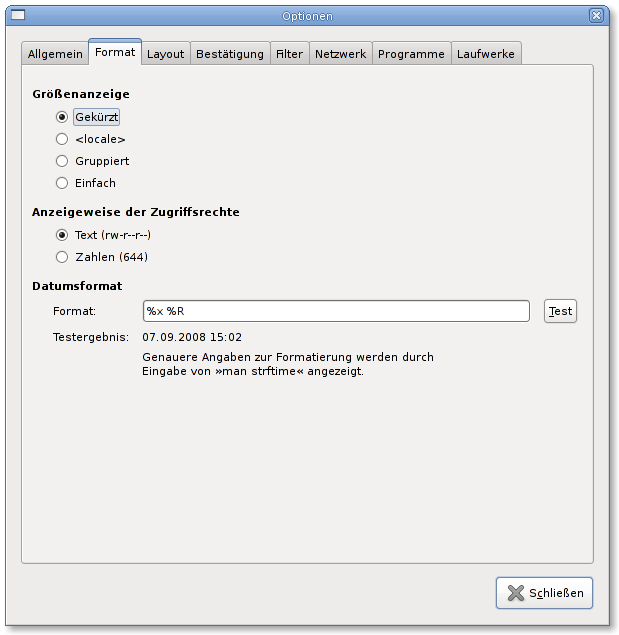 Optionen
Allgemein Format Layout Bestätigung Filter Netzwerk Programme Laufwerke
Größenanzeige
Gekürzt
<locale>
Gruppiert
Einfach
Anzeigeweise der Zugriffsrechte
Text (rw-r--r--)
Zahlen (644)
Datumsformat
Format: %x %R Test
Testergebnis: 07.09.2008 15:02
Genauere Angaben zur Formatierung werden durch
Eingabe von »man strftime« angezeigt.
Schließen